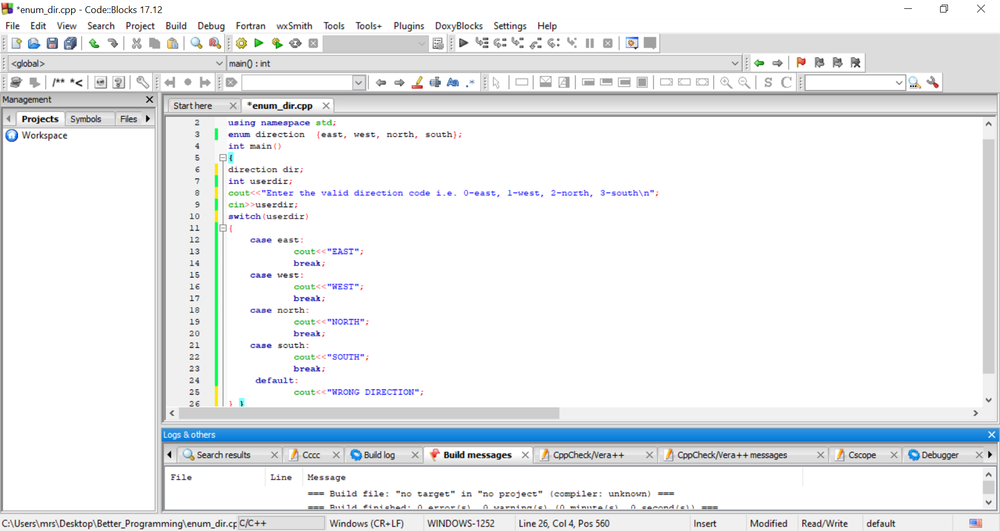 *enum_dir.cpp - Code::Blocks 17.12
File Edit View Search Project Build Debug Fortran wxSmith Tools Tools+ Plugins DoxyBlocks Settings Help
<global> main() : int
/** *<
Aa .*
S C
Management
Start here *enum_dir.cpp
Projects Symbols Files
Workspace
2 using namespace std;
3 enum direction  {east, west, north, south};
4 int main()
5 {
6 direction dir;
7 int userdir;
8 cout<<"Enter the valid direction code i.e. 0-east, 1-west, 2-north, 3-south\n";
9 cin>>userdir;
10 switch(userdir)
11 {
12     case east:
13             cout<<"EAST";
14             break;
15     case west:
16             cout<<"WEST";
17             break;
18     case north:
19             cout<<"NORTH";
20             break;
21     case south:
22             cout<<"SOUTH";
23             break;
24      default:
25             cout<<"WRONG DIRECTION";
26 } }
Logs & others
Search results Cccc Build log Build messages CppCheck/Vera++ CppCheck/Vera++ messages Cscope Debugger
File Line Message
=== Build file: "no target" in "no project" (compiler: unknown) ===
=== Build finished: 0 error(s), 0 warning(s) (0 minute(s), 0 second(s)) ===
C:\Users\mrs\Desktop\Better_Programming\enum_dir.cp C/C++ Windows (CR+LF) WINDOWS-1252 Line 26, Col 4, Pos 560 Insert Modified Read/Write default